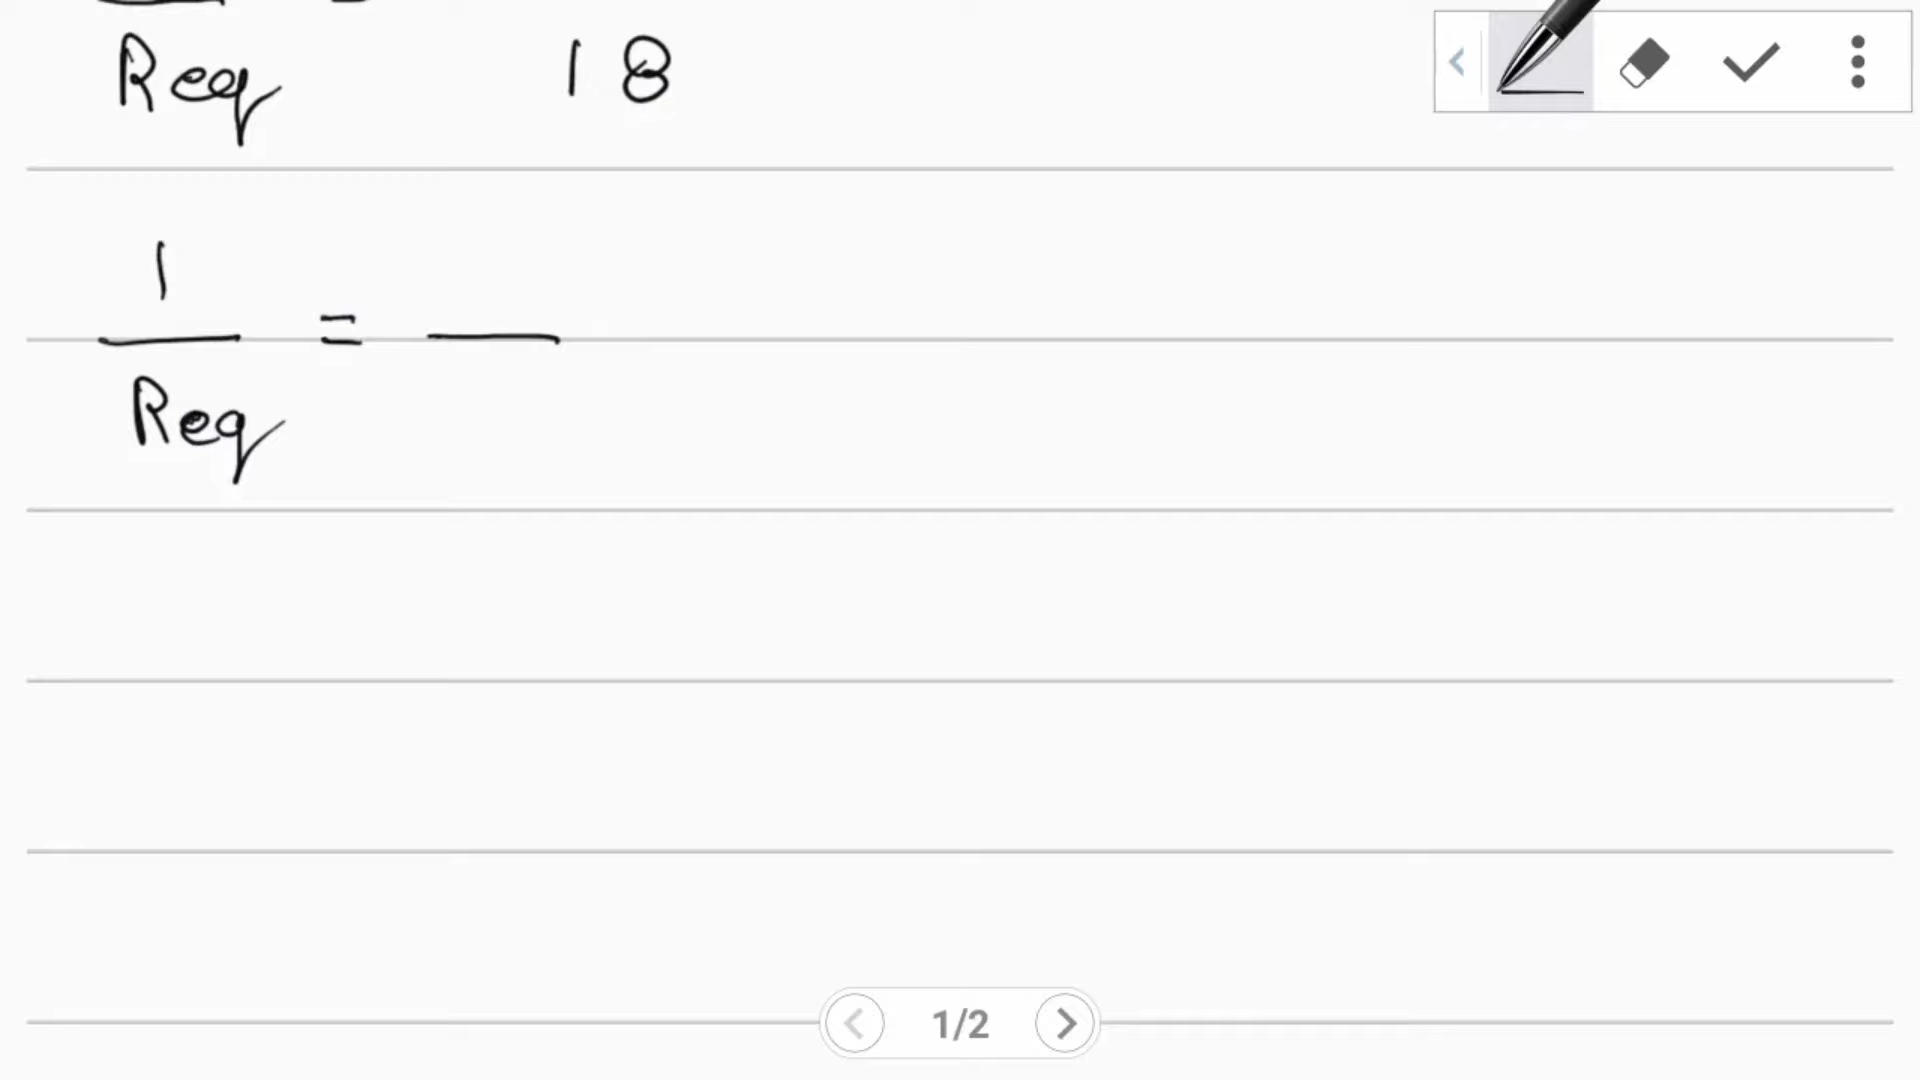 Req 18
1
=
Req
1/2